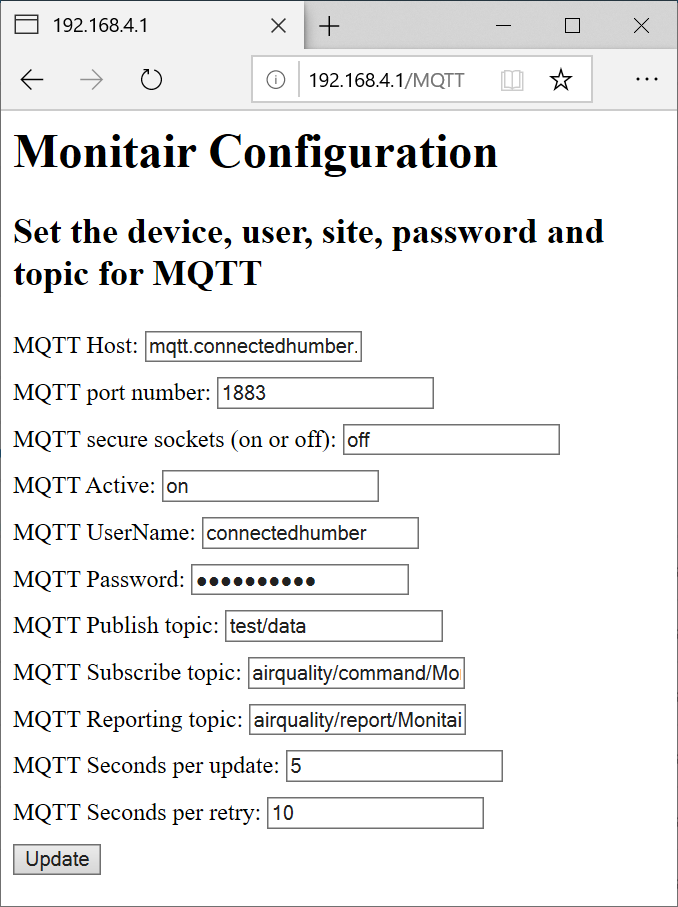 192.168.4.1
192.168.4.1/MQTT
Monitair Configuration
Set the device, user, site, password and
topic for MQTT
MQTT Host: mqtt.connectedhumber.
MQTT port number: 1883
MQTT secure sockets (on or off): off
MQTT Active: on
MQTT UserName: connectedhumber
MQTT Password: ●●●●●●●●●●
MQTT Publish topic: test/data
MQTT Subscribe topic: airquality/command/Mo
MQTT Reporting topic: airquality/report/Monitai
MQTT Seconds per update: 5
MQTT Seconds per retry: 10
Update